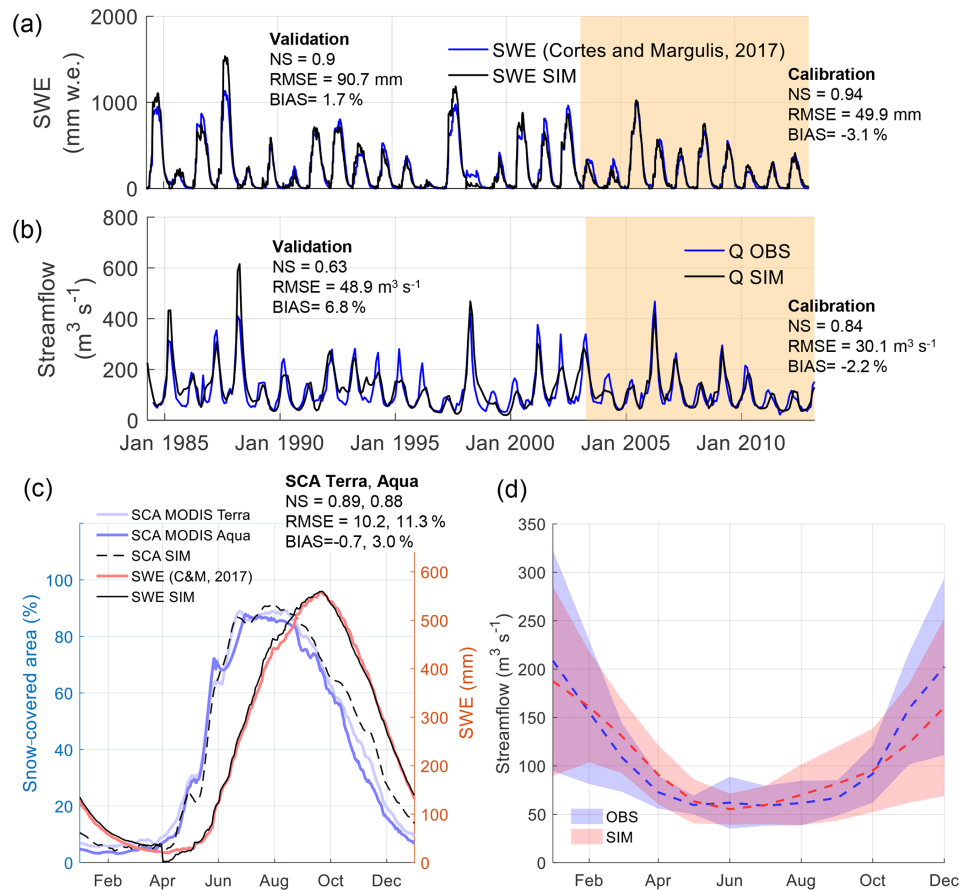 (a)
2000
1000
0
SWE
(mm w.e.)
Validation
NS = 0.9
RMSE = 90.7 mm
BIAS= 1.7 %
SWE (Cortes and Margulis, 2017)
SWE SIM
Calibration
NS = 0.94
RMSE = 49.9 mm
BIAS= -3.1 %
(b)
800
600
400
200
0
Streamflow
(m³ s⁻¹)
Validation
NS = 0.63
RMSE = 48.9 m³ s⁻¹
BIAS= 6.8 %
Q OBS
Q SIM
Calibration
NS = 0.84
RMSE = 30.1 m³ s⁻¹
BIAS= -2.2 %
Jan 1985 Jan 1990 Jan 1995 Jan 2000 Jan 2005 Jan 2010
(c)
SCA Terra, Aqua
NS = 0.89, 0.88
RMSE = 10.2, 11.3 %
BIAS=-0.7, 3.0 %
SCA MODIS Terra
SCA MODIS Aqua
SCA SIM
SWE (C&M, 2017)
SWE SIM
Snow-covered area (%)
100
80
60
40
20
0
600
500
400
300
200
100
0
SWE (mm)
Feb Apr Jun Aug Oct Dec
(d)
350
300
250
200
150
100
50
0
Streamflow (m³ s⁻¹)
OBS
SIM
Feb Apr Jun Aug Oct Dec